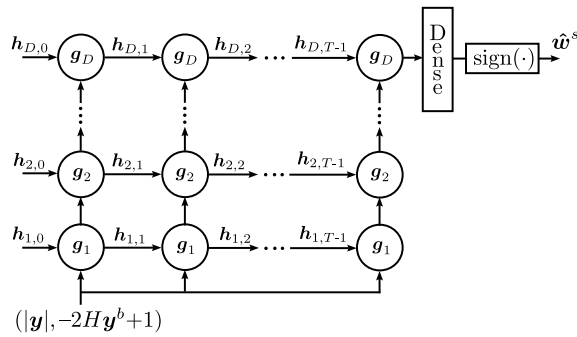 h_{D,0} g_D h_{D,1} g_D h_{D,2} ··· h_{D,T-1} g_D Dense sign(·) ŵ^s
h_{2,0} g_2 h_{2,1} g_2 h_{2,2} ··· h_{2,T-1} g_2
h_{1,0} g_1 h_{1,1} g_1 h_{1,2} ··· h_{1,T-1} g_1
(|y|,-2Hy^b+1)